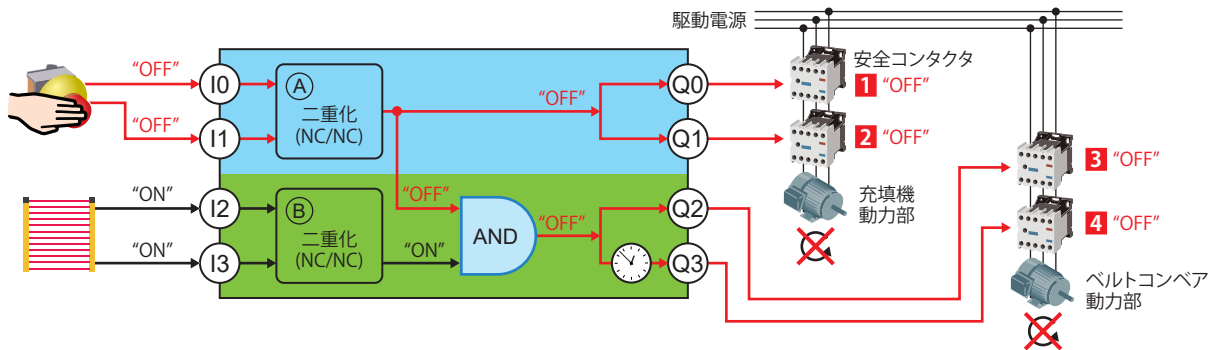 駆動電源
安全コンタクタ
1 “OFF”
2 “OFF”
充填機
動力部
3 “OFF”
4 “OFF”
ベルトコンベア
動力部
“OFF”
I0
“OFF”
I1
A
二重化
(NC/NC)
“OFF”
Q0
Q1
“ON”
I2
“ON”
I3
B
二重化
(NC/NC)
“OFF”
“ON”
AND
“OFF”
Q2
Q3